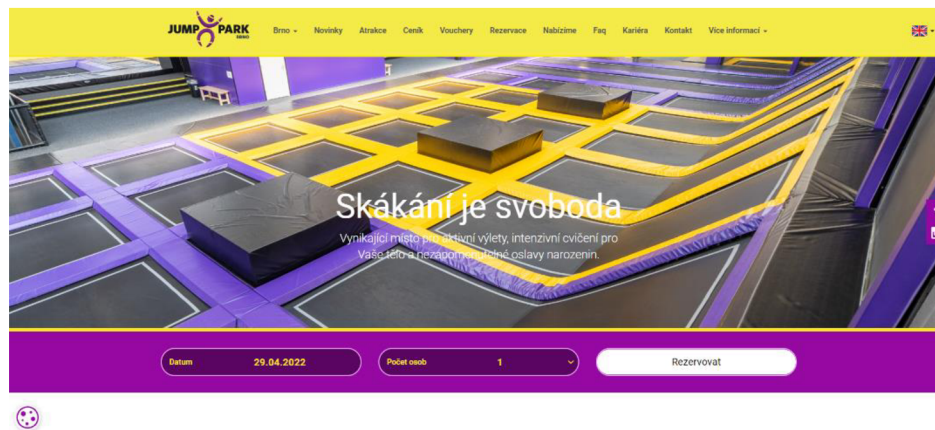 JUMP PARK
BRNO
Brno Novinky Atrakce Ceník Vouchery Rezervace Nabízíme Faq Kariéra Kontakt Více informací
Skákání je svoboda
Vynikající místo pro aktivní výlety, intenzivní cvičení pro
Vaše tělo a nezapomenutelné oslavy narozenin.
Datum 29.04.2022 Počet osob 1 Rezervovat